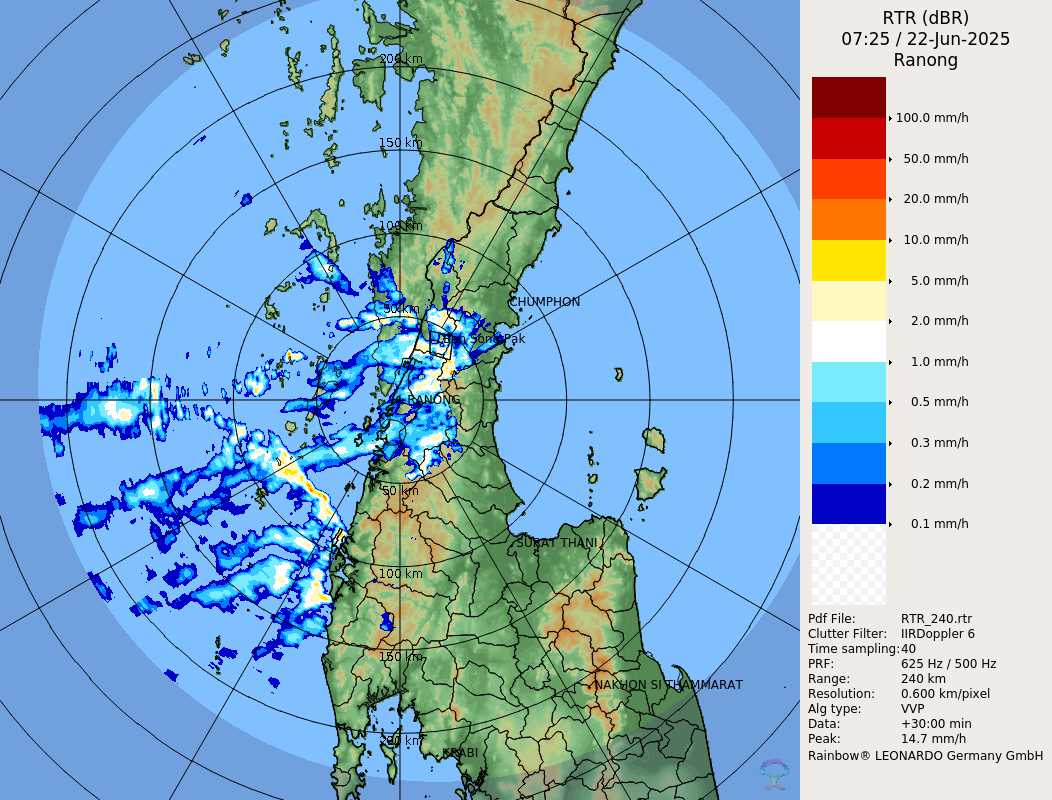 RTR (dBR)
07:25 / 22-Jun-2025
Ranong
100.0 mm/h
50.0 mm/h
20.0 mm/h
10.0 mm/h
5.0 mm/h
2.0 mm/h
1.0 mm/h
0.5 mm/h
0.3 mm/h
0.2 mm/h
0.1 mm/h
Pdf File: RTR_240.rtr
Clutter Filter: IIRDoppler 6
Time sampling: 40
PRF: 625 Hz / 500 Hz
Range: 240 km
Resolution: 0.600 km/pixel
Alg type: VVP
Data: +30:00 min
Peak: 14.7 mm/h
Rainbow® LEONARDO Germany GmbH
200 km
150 km
100 km
CHUMPHON
50 km
RANONG
50 km
SURAT THANI
100 km
150 km
NAKHON SI THAMMARAT
200 km
KRABI